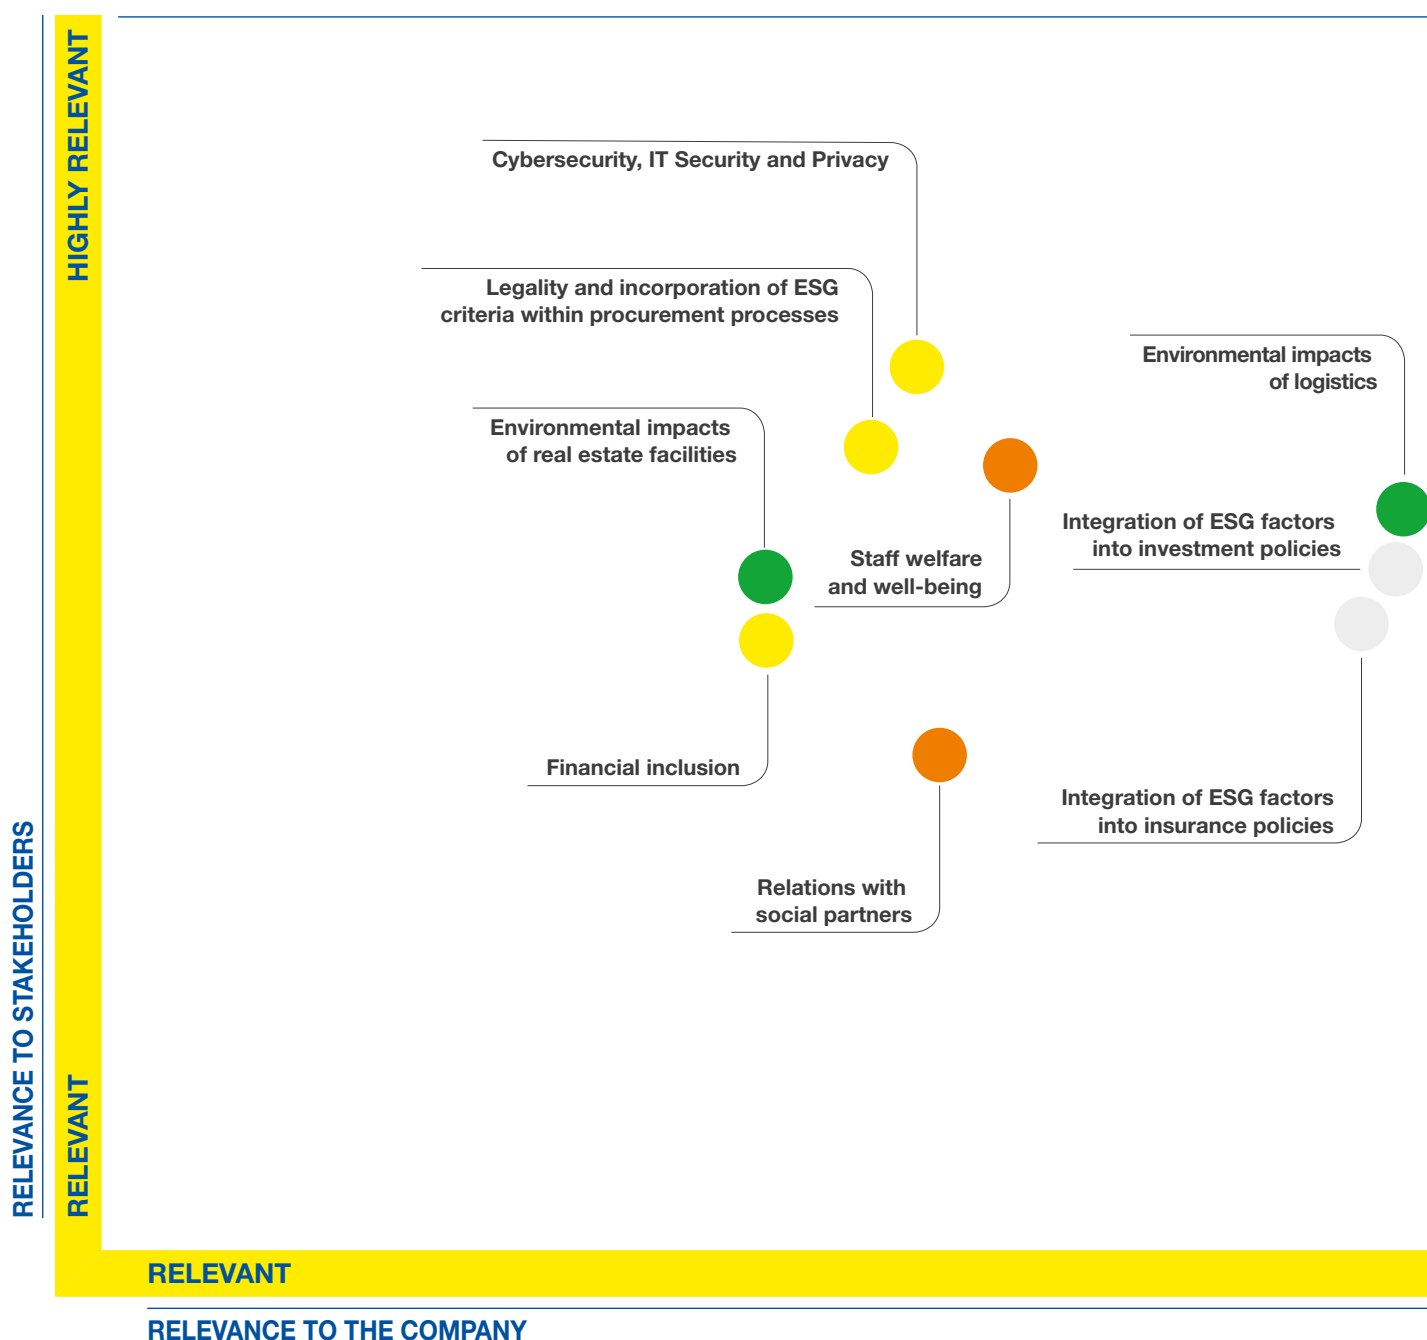 HIGHLY RELEVANT
Cybersecurity, IT Security and Privacy
Legality and incorporation of ESG
criteria within procurement processes
Environmental impacts
of logistics
Environmental impacts
of real estate facilities
Integration of ESG factors
into investment policies
Staff welfare
and well-being
Financial inclusion
Integration of ESG factors
into insurance policies
Relations with
social partners
RELEVANCE TO STAKEHOLDERS
RELEVANT
RELEVANT
RELEVANCE TO THE COMPANY